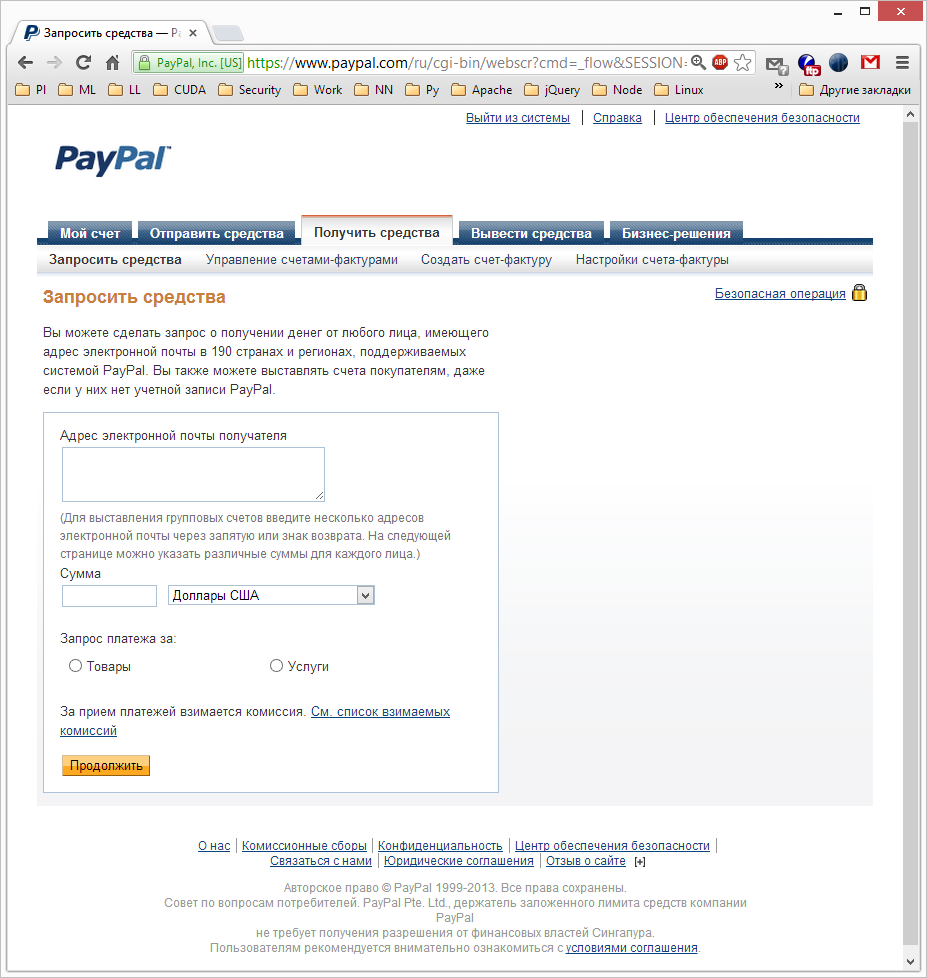 Запросить средства — Pa
PayPal, Inc. [US] https://www.paypal.com/ru/cgi-bin/webscr?cmd=_flow&SESSION= ABP пр
PI ML LL CUDA Security Work NN Py Apache jQuery Node Linux » Другие закладки
Выйти из системы Справка Центр обеспечения безопасности
PayPal™
Мой счет Отправить средства Получить средства Вывести средства Бизнес-решения
Запросить средства Управление счетами-фактурами Создать счет-фактуру Настройки счета-фактуры
Запросить средства Безопасная операция
Вы можете сделать запрос о получении денег от любого лица, имеющего
адрес электронной почты в 190 странах и регионах, поддерживаемых
системой PayPal. Вы также можете выставлять счета покупателям, даже
если у них нет учетной записи PayPal.
Адрес электронной почты получателя
(Для выставления групповых счетов введите несколько адресов
электронной почты через запятую или знак возврата. На следующей
странице можно указать различные суммы для каждого лица.)
Сумма
Доллары США
Запрос платежа за:
Товары Услуги
За прием платежей взимается комиссия. См. список взимаемых
комиссий
Продолжить
О нас Комиссионные сборы Конфиденциальность Центр обеспечения безопасности
Связаться с нами Юридические соглашения Отзыв о сайте [+]
Авторское право © PayPal 1999-2013. Все права сохранены.
Совет по вопросам потребителей. PayPal Pte. Ltd., держатель заложенного лимита средств компании
PayPal
не требует получения разрешения от финансовых властей Сингапура.
Пользователям рекомендуется внимательно ознакомиться с условиями соглашения.